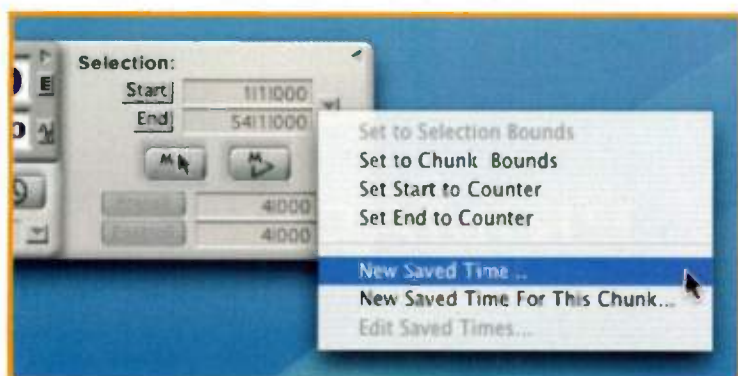 Selection:
Start 1|1|000
End 54|1|000
M M
4|000
4|000
Set to Selection Bounds
Set to Chunk Bounds
Set Start to Counter
Set End to Counter
New Saved Time...
New Saved Time For This Chunk...
Edit Saved Times...